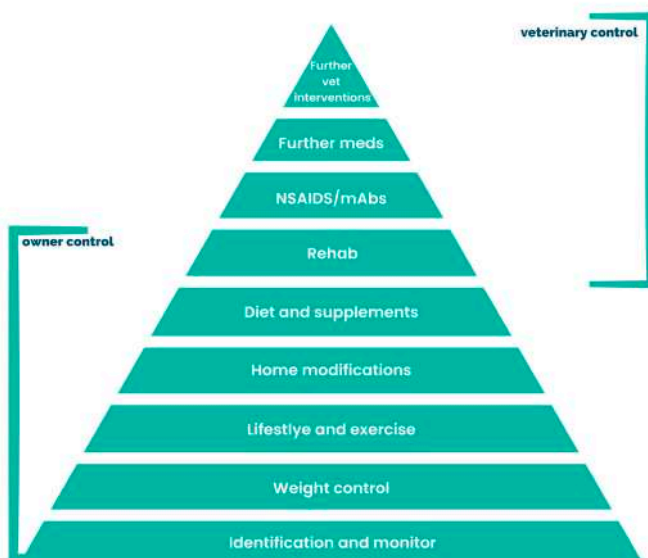 veterinary control
Further
vet
interventions
Further meds
NSAIDS/mAbs
owner control
Rehab
Diet and supplements
Home modifications
Lifestlye and exercise
Weight control
Identification and monitor